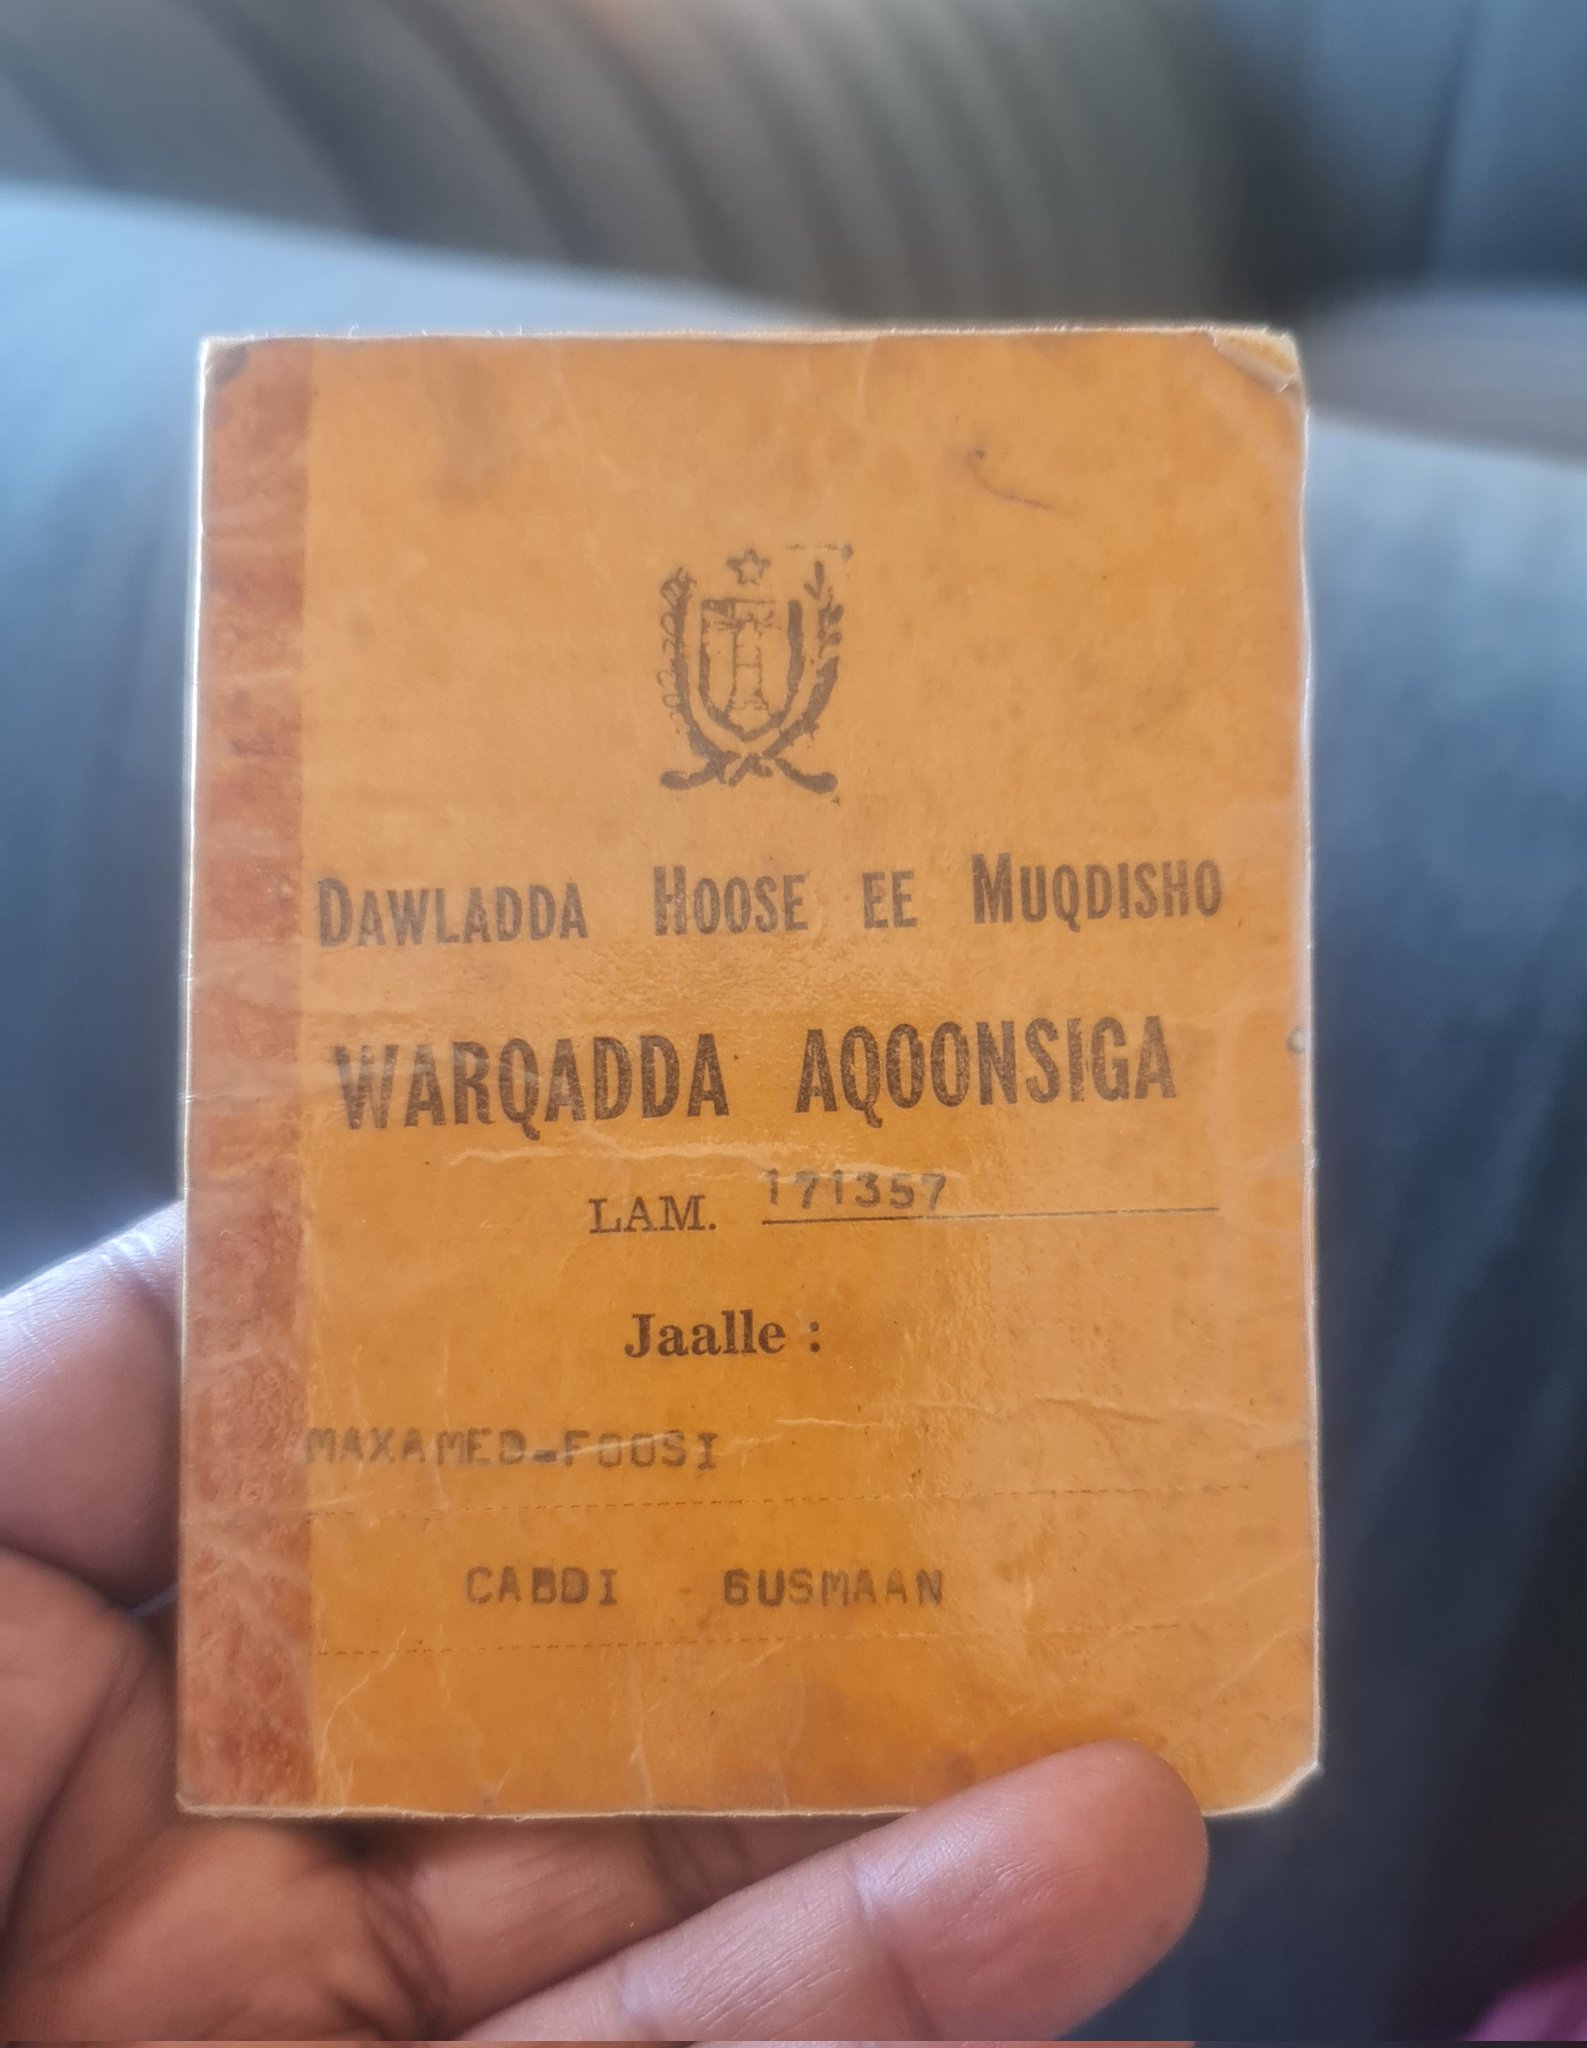 DAWLADDA HOOSE EE MUQDISHO
WARQADDA AQOONSIGA
LAM. 171357
Jaalle :
MAXAMED-FOOSI
CABDI - GUSMAAN